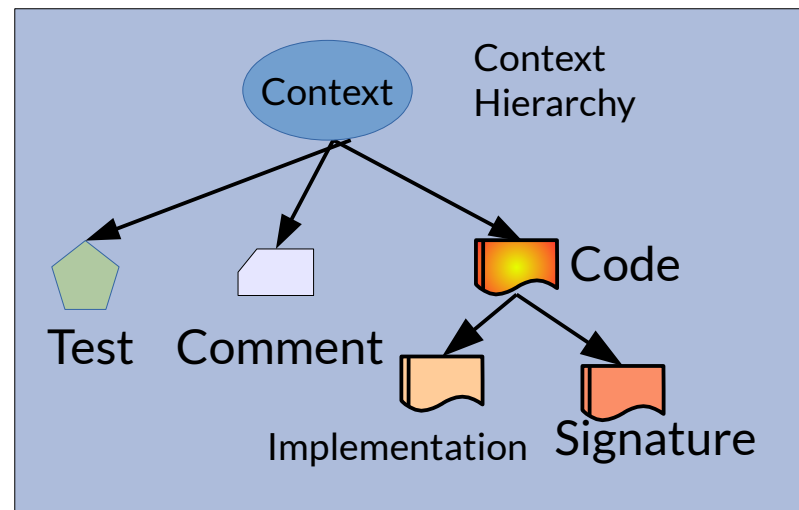 Context
Context
Hierarchy
Code
Test
Comment
Implementation
Signature